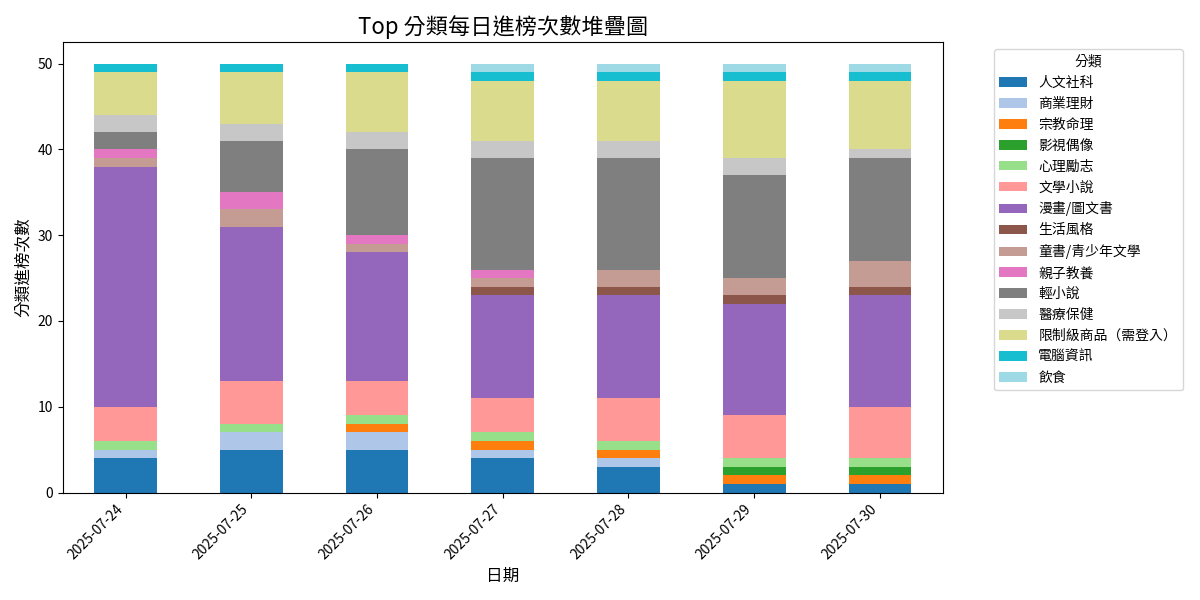 Top 分類每日進榜次數堆疊圖
分類進榜次數
50
40
30
20
10
0
2025-07-24
2025-07-25
2025-07-26
2025-07-27
2025-07-28
2025-07-29
2025-07-30
日期
分類
人文社科
商業理財
宗教命理
影視偶像
心理勵志
文學小說
漫畫/圖文書
生活風格
童書/青少年文學
親子教養
輕小說
醫療保健
限制級商品（需登入）
電腦資訊
飲食